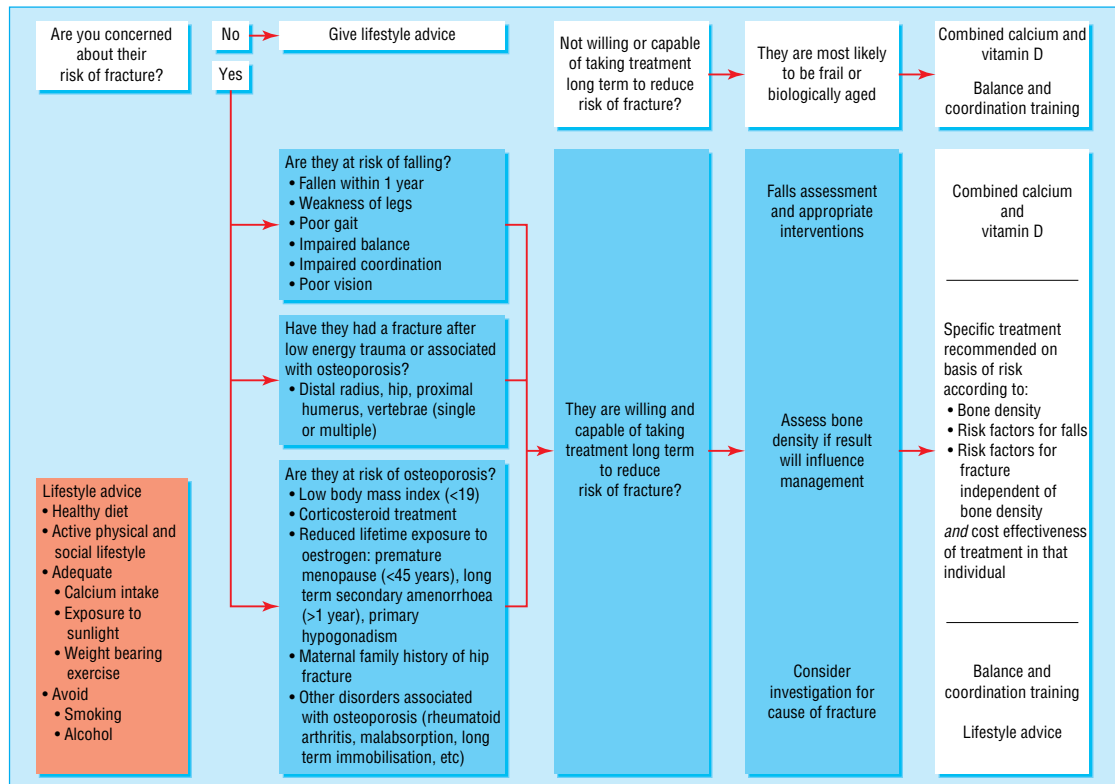 Are you concerned
about their
risk of fracture?
No
Give lifestyle advice
Yes
Not willing or capable
of taking treatment
long term to reduce
risk of fracture?
They are most likely
to be frail or
biologically aged
Combined calcium and
vitamin D
Balance and
coordination training
Are they at risk of falling?
• Fallen within 1 year
• Weakness of legs
• Poor gait
• Impaired balance
• Impaired coordination
• Poor vision
Have they had a fracture after
low energy trauma or associated
with osteoporosis?
• Distal radius, hip, proximal
humerus, vertebrae (single
or multiple)
Are they at risk of osteoporosis?
• Low body mass index (<19)
• Corticosteroid treatment
• Reduced lifetime exposure to
oestrogen: premature
menopause (<45 years), long
term secondary amenorrhoea
(>1 year), primary
hypogonadism
• Maternal family history of hip
fracture
• Other disorders associated
with osteoporosis (rheumatoid
arthritis, malabsorption, long
term immobilisation, etc)
They are willing and
capable of taking
treatment long term
to reduce
risk of fracture?
Falls assessment
and appropriate
interventions
Assess bone
density if result
will influence
management
Consider
investigation for
cause of fracture
Combined calcium
and
vitamin D
Specific treatment
recommended on
basis of risk
according to:
• Bone density
• Risk factors for falls
• Risk factors for
fracture
independent of
bone density
and cost effectiveness
of treatment in that
individual
Balance and
coordination training
Lifestyle advice
Lifestyle advice
• Healthy diet
• Active physical and
social lifestyle
• Adequate
• Calcium intake
• Exposure to
sunlight
• Weight bearing
exercise
• Avoid
• Smoking
• Alcohol